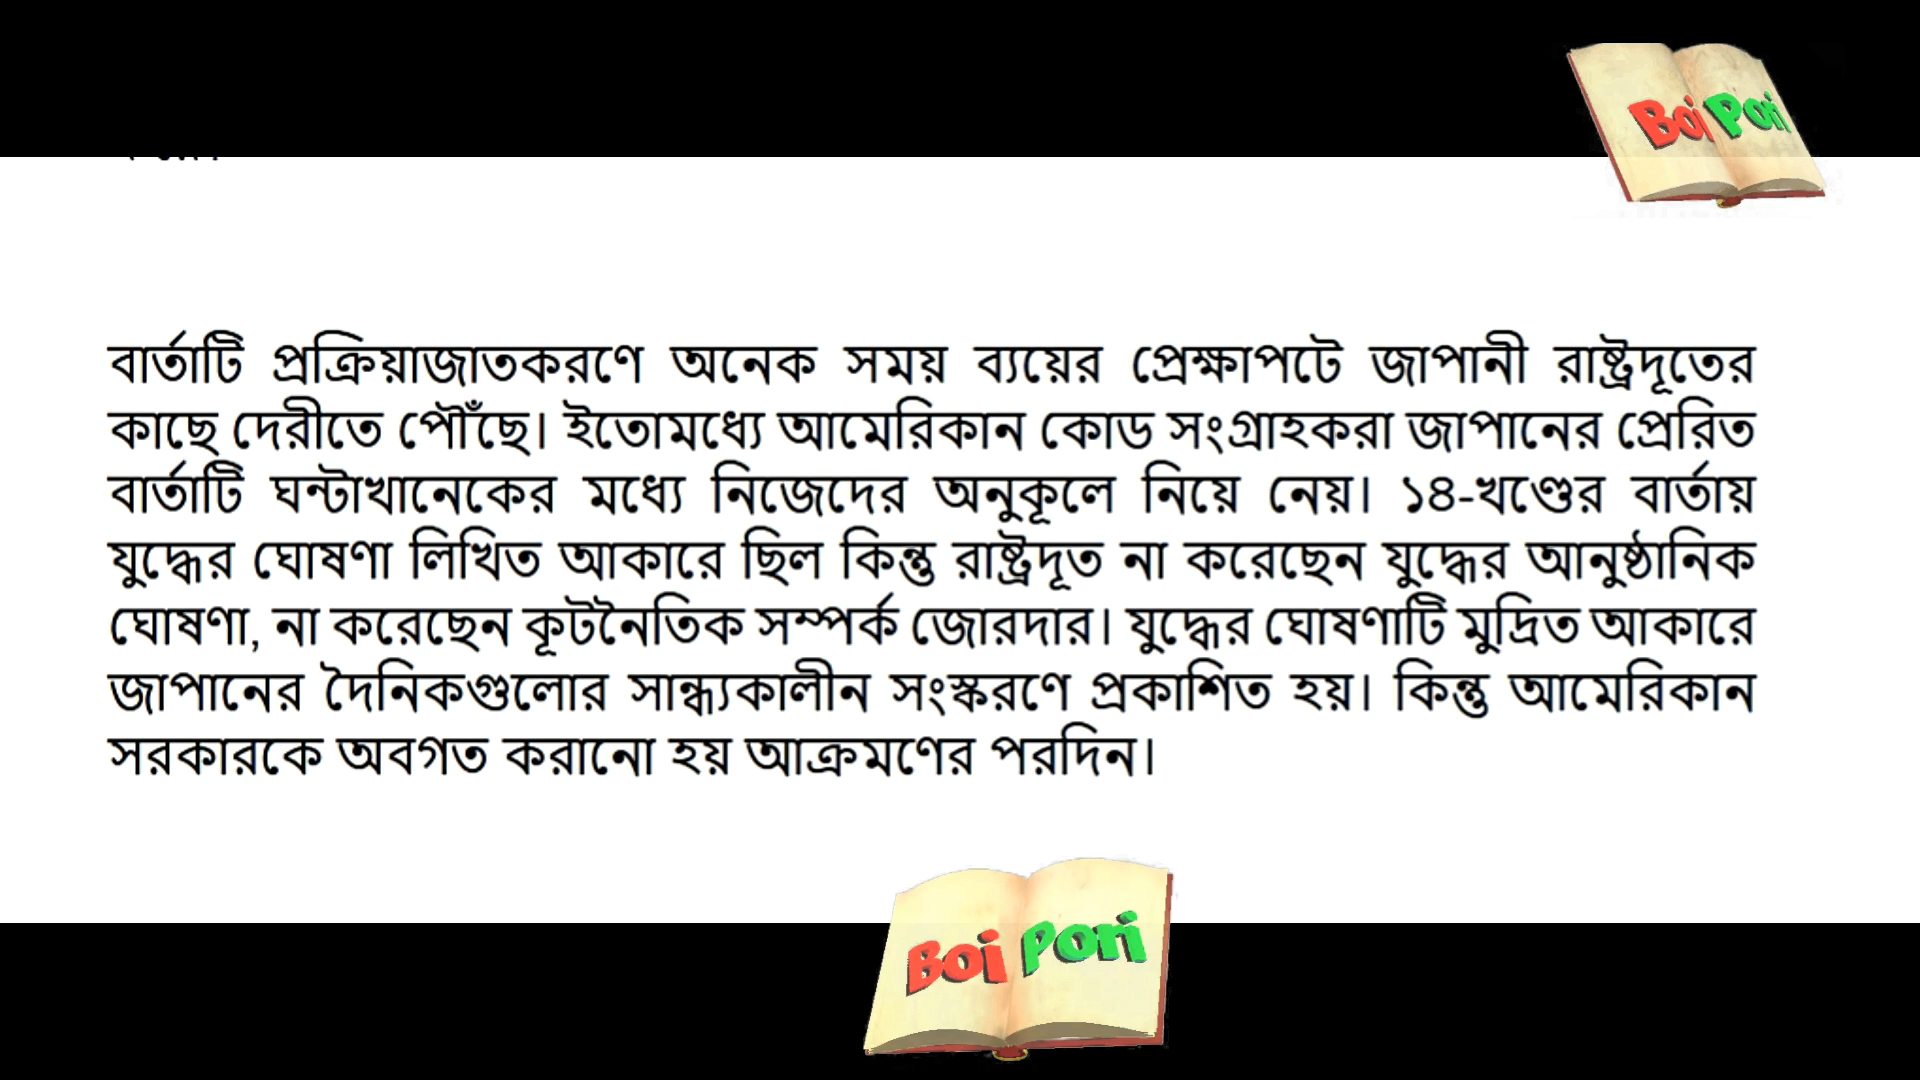 Boi Pori
বার্তাটি প্রক্রিয়াজাতকরণে অনেক সময় ব্যয়ের প্রেক্ষাপটে জাপানী রাষ্ট্রদূতের
কাছে দেরীতে পৌঁছে। ইতোমধ্যে আমেরিকান কোড সংগ্রাহকরা জাপানের প্রেরিত
বার্তাটি ঘন্টাখানেকের মধ্যে নিজেদের অনুকূলে নিয়ে নেয়। ১৪-খণ্ডের বার্তায়
যুদ্ধের ঘোষণা লিখিত আকারে ছিল কিন্তু রাষ্ট্রদূত না করেছেন যুদ্ধের আনুষ্ঠানিক
ঘোষণা, না করেছেন কূটনৈতিক সম্পর্ক জোরদার। যুদ্ধের ঘোষণাটি মুদ্রিত আকারে
জাপানের দৈনিকগুলোর সান্ধ্যকালীন সংস্করণে প্রকাশিত হয়। কিন্তু আমেরিকান
সরকারকে অবগত করানো হয় আক্রমণের পরদিন।
Boi Pori